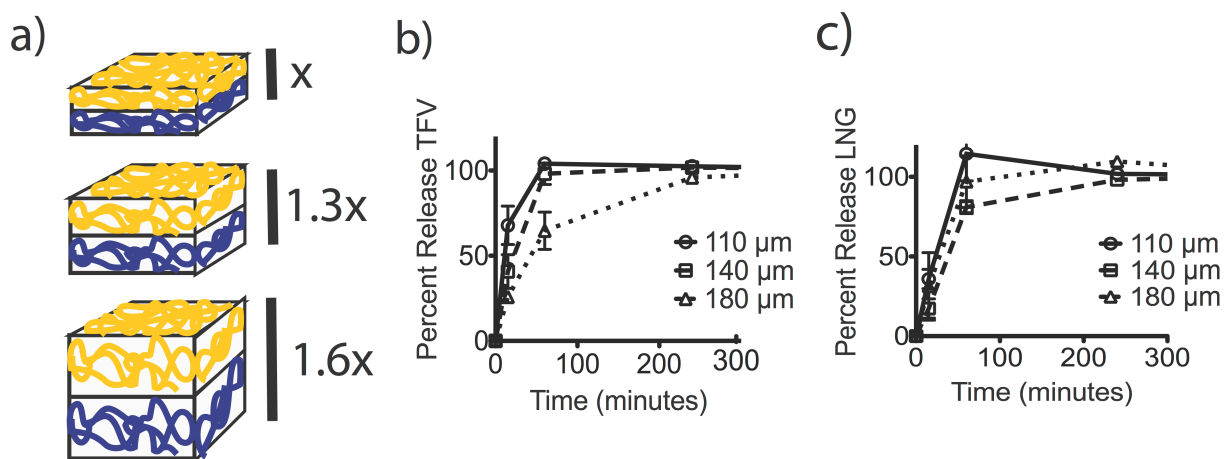 a)
x
1.3x
1.6x
b)
Percent Release TFV
100
50
0
0 100 200 300
Time (minutes)
110 µm
140 µm
180 µm
c)
Percent Release LNG
100
50
0
0 100 200 300
Time (minutes)
110 µm
140 µm
180 µm